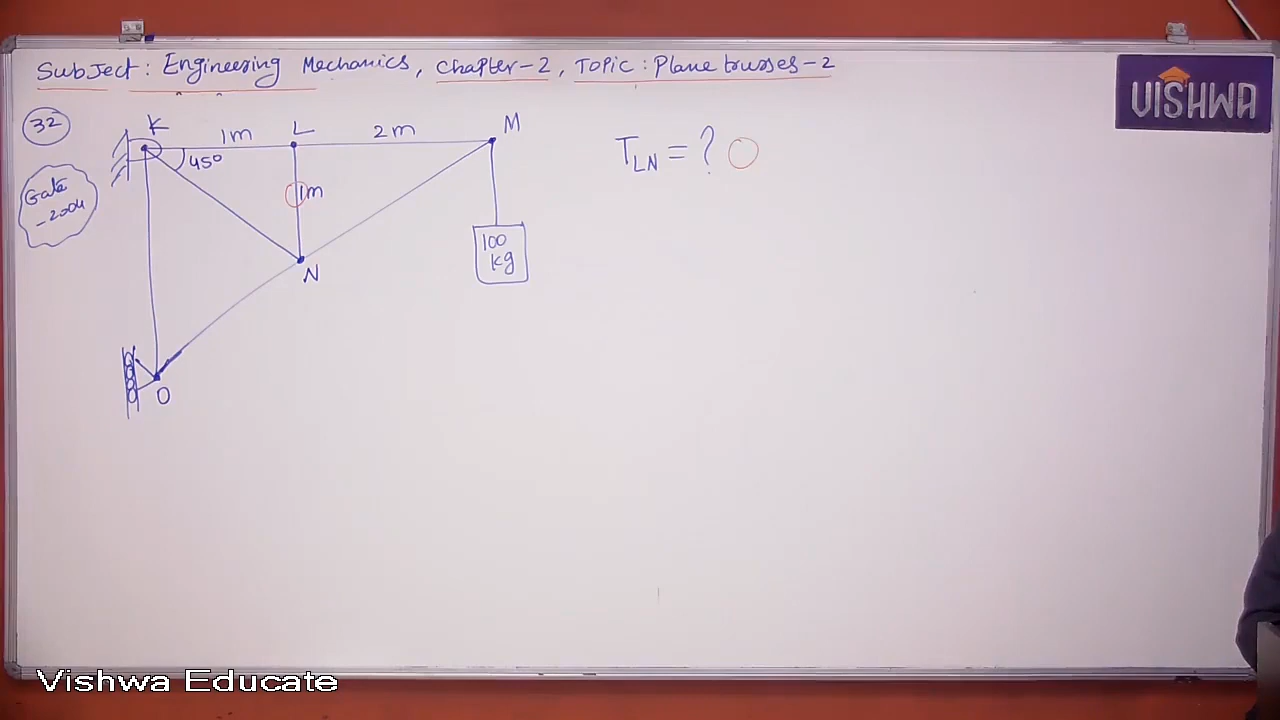 Subject: Engineering Mechanics, Chapter-2, Topic: Plane trusses-2
VISHWA
32
Gate
-2004
K
1m
L
2m
M
45°
1m
N
100
kg
O
T_LN = ? O
Vishwa Educate